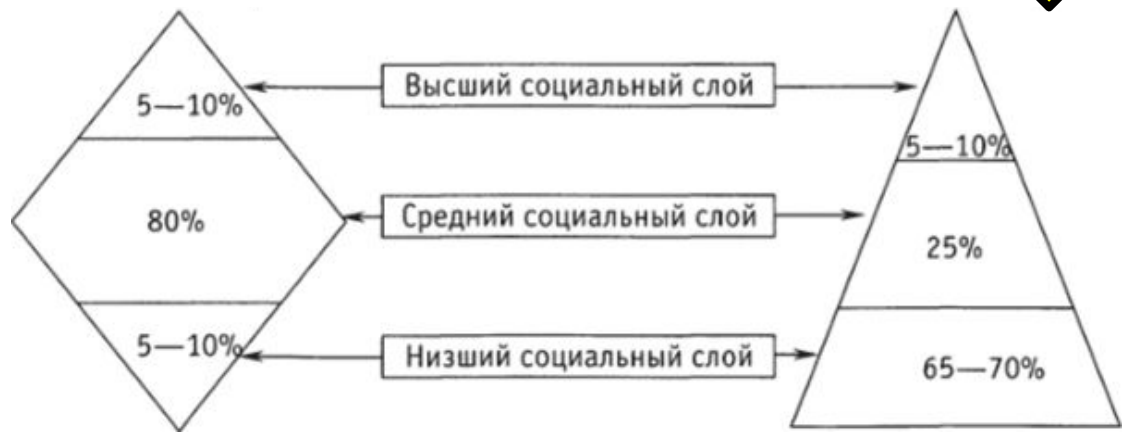 Высший социальный слой
5—10%
5—10%
Средний социальный слой
80%
25%
Низший социальный слой
5—10%
65—70%